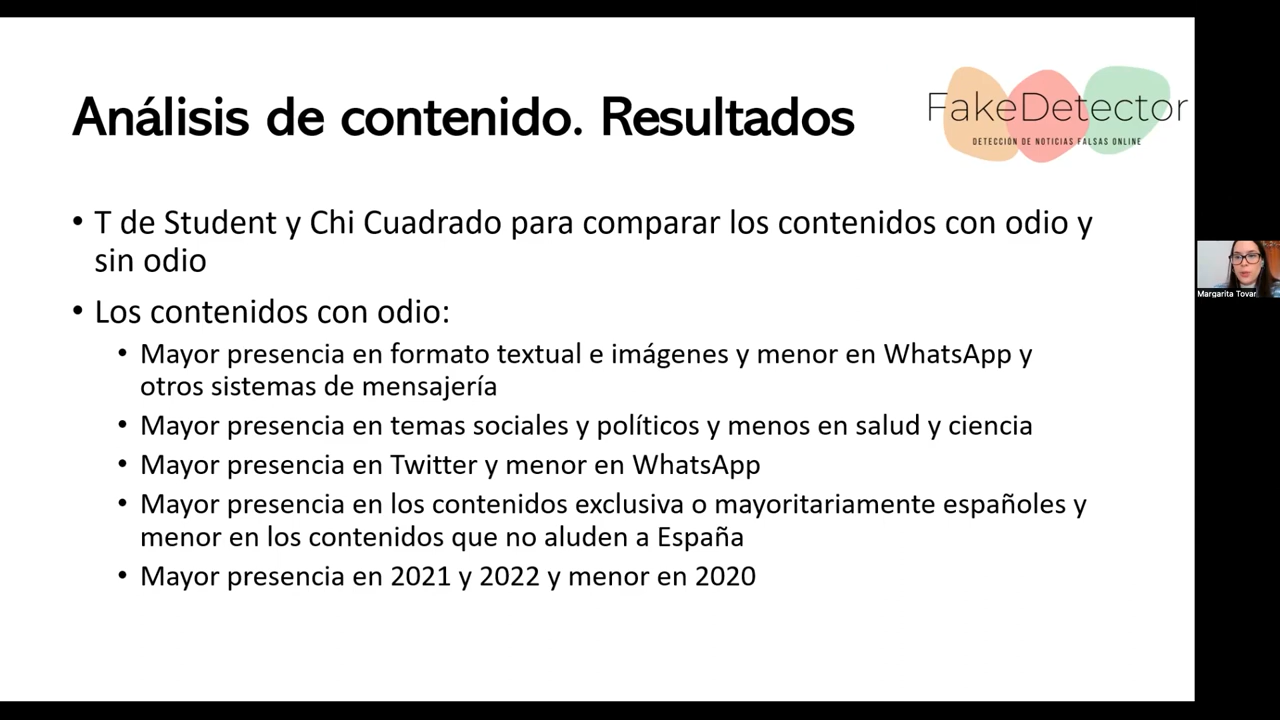 Análisis de contenido. Resultados
FakeDetector
DETECCIÓN DE NOTICIAS FALSAS ONLINE
• T de Student y Chi Cuadrado para comparar los contenidos con odio y
sin odio
• Los contenidos con odio:
• Mayor presencia en formato textual e imágenes y menor en WhatsApp y
otros sistemas de mensajería
• Mayor presencia en temas sociales y políticos y menos en salud y ciencia
• Mayor presencia en Twitter y menor en WhatsApp
• Mayor presencia en los contenidos exclusiva o mayoritariamente españoles y
menor en los contenidos que no aluden a España
• Mayor presencia en 2021 y 2022 y menor en 2020
Margarita Tovar